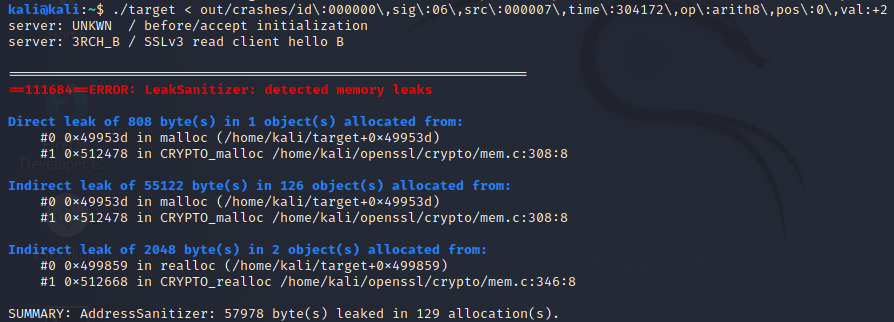 kali@kali:~$ ./target < out/crashes/id\:000000\,sig\:06\,src\:000007\,time\:304172\,op\:arith8\,pos\:0\,val:+2
server: UNKWN  / before/accept initialization
server: 3RCH_B / SSLv3 read client hello B
=================================================================
==111684==ERROR: LeakSanitizer: detected memory leaks
Direct leak of 808 byte(s) in 1 object(s) allocated from:
    #0 0×49953d in malloc (/home/kali/target+0×49953d)
    #1 0×512478 in CRYPTO_malloc /home/kali/openssl/crypto/mem.c:308:8
Indirect leak of 55122 byte(s) in 126 object(s) allocated from:
    #0 0×49953d in malloc (/home/kali/target+0×49953d)
    #1 0×512478 in CRYPTO_malloc /home/kali/openssl/crypto/mem.c:308:8
Indirect leak of 2048 byte(s) in 2 object(s) allocated from:
    #0 0×499859 in realloc (/home/kali/target+0×499859)
    #1 0×512668 in CRYPTO_realloc /home/kali/openssl/crypto/mem.c:346:8
SUMMARY: AddressSanitizer: 57978 byte(s) leaked in 129 allocation(s).